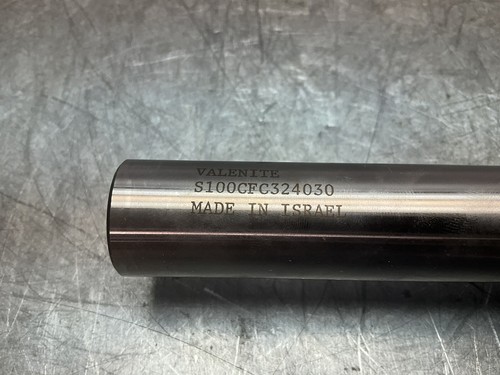 VALENITE
S100CFC324030
MADE IN ISRAEL